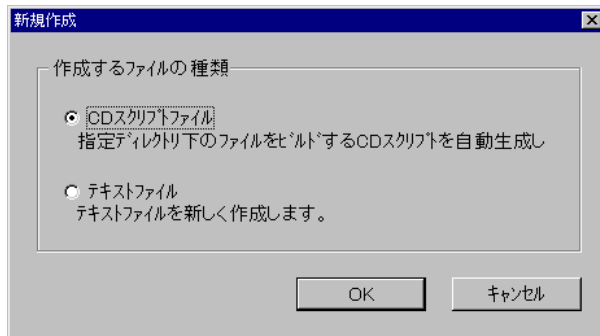 新規作成
作成するファイルの種類
CDｽｸﾘﾌﾟﾄﾌｧｲﾙ
指定ﾃﾞｨﾚｸﾄﾘ下のﾌｧｲﾙをﾋﾞﾙﾄﾞするCDｽｸﾘﾌﾟﾄを自動生成し
ﾃｷｽﾄﾌｧｲﾙ
ﾃｷｽﾄﾌｧｲﾙを新しく作成します。
OK
ｷｬﾝｾﾙ